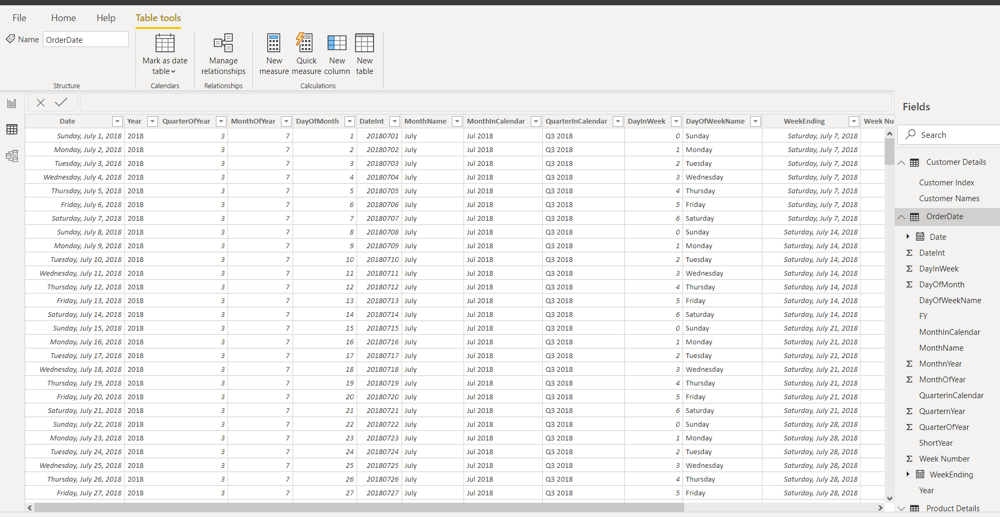 File Home Help Table tools
Name OrderDate
Mark as date table
Manage relationships
New measure
Quick measure
New column
New table
Structure Calendars Relationships Calculations
Date Year QuarterOfYear MonthOfYear DayOfMonth DateInt MonthName MonthInCalendar QuarterInCalendar DayInWeek DayOfWeekName WeekEnding Week Nu
Sunday, July 1, 2018 2018 3 7 1 20180701 July Jul 2018 Q3 2018 0 Sunday Saturday, July 7, 2018
Monday, July 2, 2018 2018 3 7 2 20180702 July Jul 2018 Q3 2018 1 Monday Saturday, July 7, 2018
Tuesday, July 3, 2018 2018 3 7 3 20180703 July Jul 2018 Q3 2018 2 Tuesday Saturday, July 7, 2018
Wednesday, July 4, 2018 2018 3 7 4 20180704 July Jul 2018 Q3 2018 3 Wednesday Saturday, July 7, 2018
Thursday, July 5, 2018 2018 3 7 5 20180705 July Jul 2018 Q3 2018 4 Thursday Saturday, July 7, 2018
Friday, July 6, 2018 2018 3 7 6 20180706 July Jul 2018 Q3 2018 5 Friday Saturday, July 7, 2018
Saturday, July 7, 2018 2018 3 7 7 20180707 July Jul 2018 Q3 2018 6 Saturday Saturday, July 7, 2018
Sunday, July 8, 2018 2018 3 7 8 20180708 July Jul 2018 Q3 2018 0 Sunday Saturday, July 14, 2018
Monday, July 9, 2018 2018 3 7 9 20180709 July Jul 2018 Q3 2018 1 Monday Saturday, July 14, 2018
Tuesday, July 10, 2018 2018 3 7 10 20180710 July Jul 2018 Q3 2018 2 Tuesday Saturday, July 14, 2018
Wednesday, July 11, 2018 2018 3 7 11 20180711 July Jul 2018 Q3 2018 3 Wednesday Saturday, July 14, 2018
Thursday, July 12, 2018 2018 3 7 12 20180712 July Jul 2018 Q3 2018 4 Thursday Saturday, July 14, 2018
Friday, July 13, 2018 2018 3 7 13 20180713 July Jul 2018 Q3 2018 5 Friday Saturday, July 14, 2018
Saturday, July 14, 2018 2018 3 7 14 20180714 July Jul 2018 Q3 2018 6 Saturday Saturday, July 14, 2018
Sunday, July 15, 2018 2018 3 7 15 20180715 July Jul 2018 Q3 2018 0 Sunday Saturday, July 21, 2018
Monday, July 16, 2018 2018 3 7 16 20180716 July Jul 2018 Q3 2018 1 Monday Saturday, July 21, 2018
Tuesday, July 17, 2018 2018 3 7 17 20180717 July Jul 2018 Q3 2018 2 Tuesday Saturday, July 21, 2018
Wednesday, July 18, 2018 2018 3 7 18 20180718 July Jul 2018 Q3 2018 3 Wednesday Saturday, July 21, 2018
Thursday, July 19, 2018 2018 3 7 19 20180719 July Jul 2018 Q3 2018 4 Thursday Saturday, July 21, 2018
Friday, July 20, 2018 2018 3 7 20 20180720 July Jul 2018 Q3 2018 5 Friday Saturday, July 21, 2018
Saturday, July 21, 2018 2018 3 7 21 20180721 July Jul 2018 Q3 2018 6 Saturday Saturday, July 21, 2018
Sunday, July 22, 2018 2018 3 7 22 20180722 July Jul 2018 Q3 2018 0 Sunday Saturday, July 28, 2018
Monday, July 23, 2018 2018 3 7 23 20180723 July Jul 2018 Q3 2018 1 Monday Saturday, July 28, 2018
Tuesday, July 24, 2018 2018 3 7 24 20180724 July Jul 2018 Q3 2018 2 Tuesday Saturday, July 28, 2018
Wednesday, July 25, 2018 2018 3 7 25 20180725 July Jul 2018 Q3 2018 3 Wednesday Saturday, July 28, 2018
Thursday, July 26, 2018 2018 3 7 26 20180726 July Jul 2018 Q3 2018 4 Thursday Saturday, July 28, 2018
Friday, July 27, 2018 2018 3 7 27 20180727 July Jul 2018 Q3 2018 5 Friday Saturday, July 28, 2018
Fields
Search
Customer Details
Customer Index
Customer Names
OrderDate
Date
DateInt
DayInWeek
DayOfMonth
DayOfWeekName
FY
MonthInCalendar
MonthName
MonthnYear
MonthOfYear
QuarterInCalendar
QuarternYear
QuarterOfYear
ShortYear
Week Number
WeekEnding
Year
Product Details